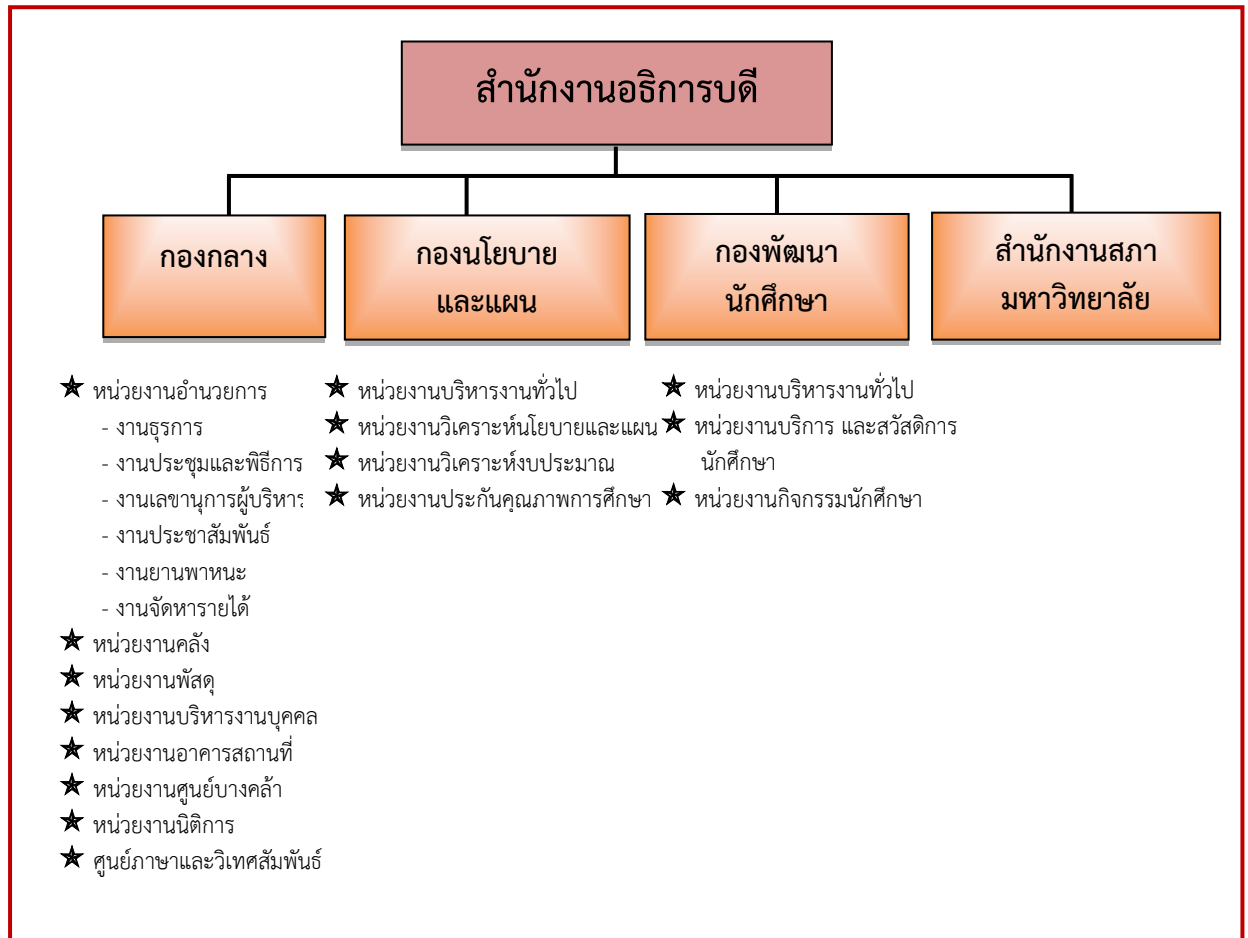 สำนักงานอธิการบดี
กองกลาง
กองนโยบาย
และแผน
กองพัฒนา
นักศึกษา
สำนักงานสภา
มหาวิทยาลัย
หน่วยงานอำนวยการ
- งานธุรการ
- งานประชุมและพิธีการ
- งานเลขานุการผู้บริหาร
- งานประชาสัมพันธ์
- งานยานพาหนะ
- งานจัดหารายได้
หน่วยงานคลัง
หน่วยงานพัสดุ
หน่วยงานบริหารงานบุคคล
หน่วยงานอาคารสถานที่
หน่วยงานศูนย์บางคล้า
หน่วยงานนิติการ
ศูนย์ภาษาและวิเทศสัมพันธ์
หน่วยงานบริหารงานทั่วไป
หน่วยงานวิเคราะห์นโยบายและแผน
หน่วยงานวิเคราะห์งบประมาณ
หน่วยงานประกันคุณภาพการศึกษา
หน่วยงานบริหารงานทั่วไป
หน่วยงานบริการ และสวัสดิการ
นักศึกษา
หน่วยงานกิจกรรมนักศึกษา